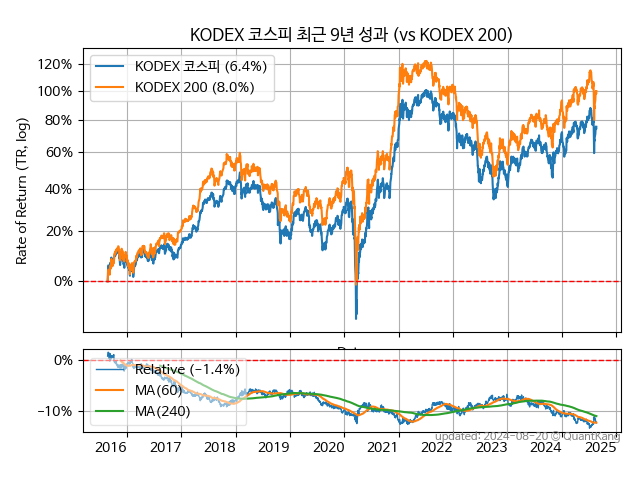 KODEX 코스피 최근 9년 성과 (vs KODEX 200)
Rate of Return (TR, log)
120%
100%
80%
60%
40%
20%
0%
KODEX 코스피 (6.4%)
KODEX 200 (8.0%)
0%
−10%
Relative (−1.4%)
MA(60)
MA(240)
updated: 2024-08-20 © QuantKang
2016 2017 2018 2019 2020 2021 2022 2023 2024 2025